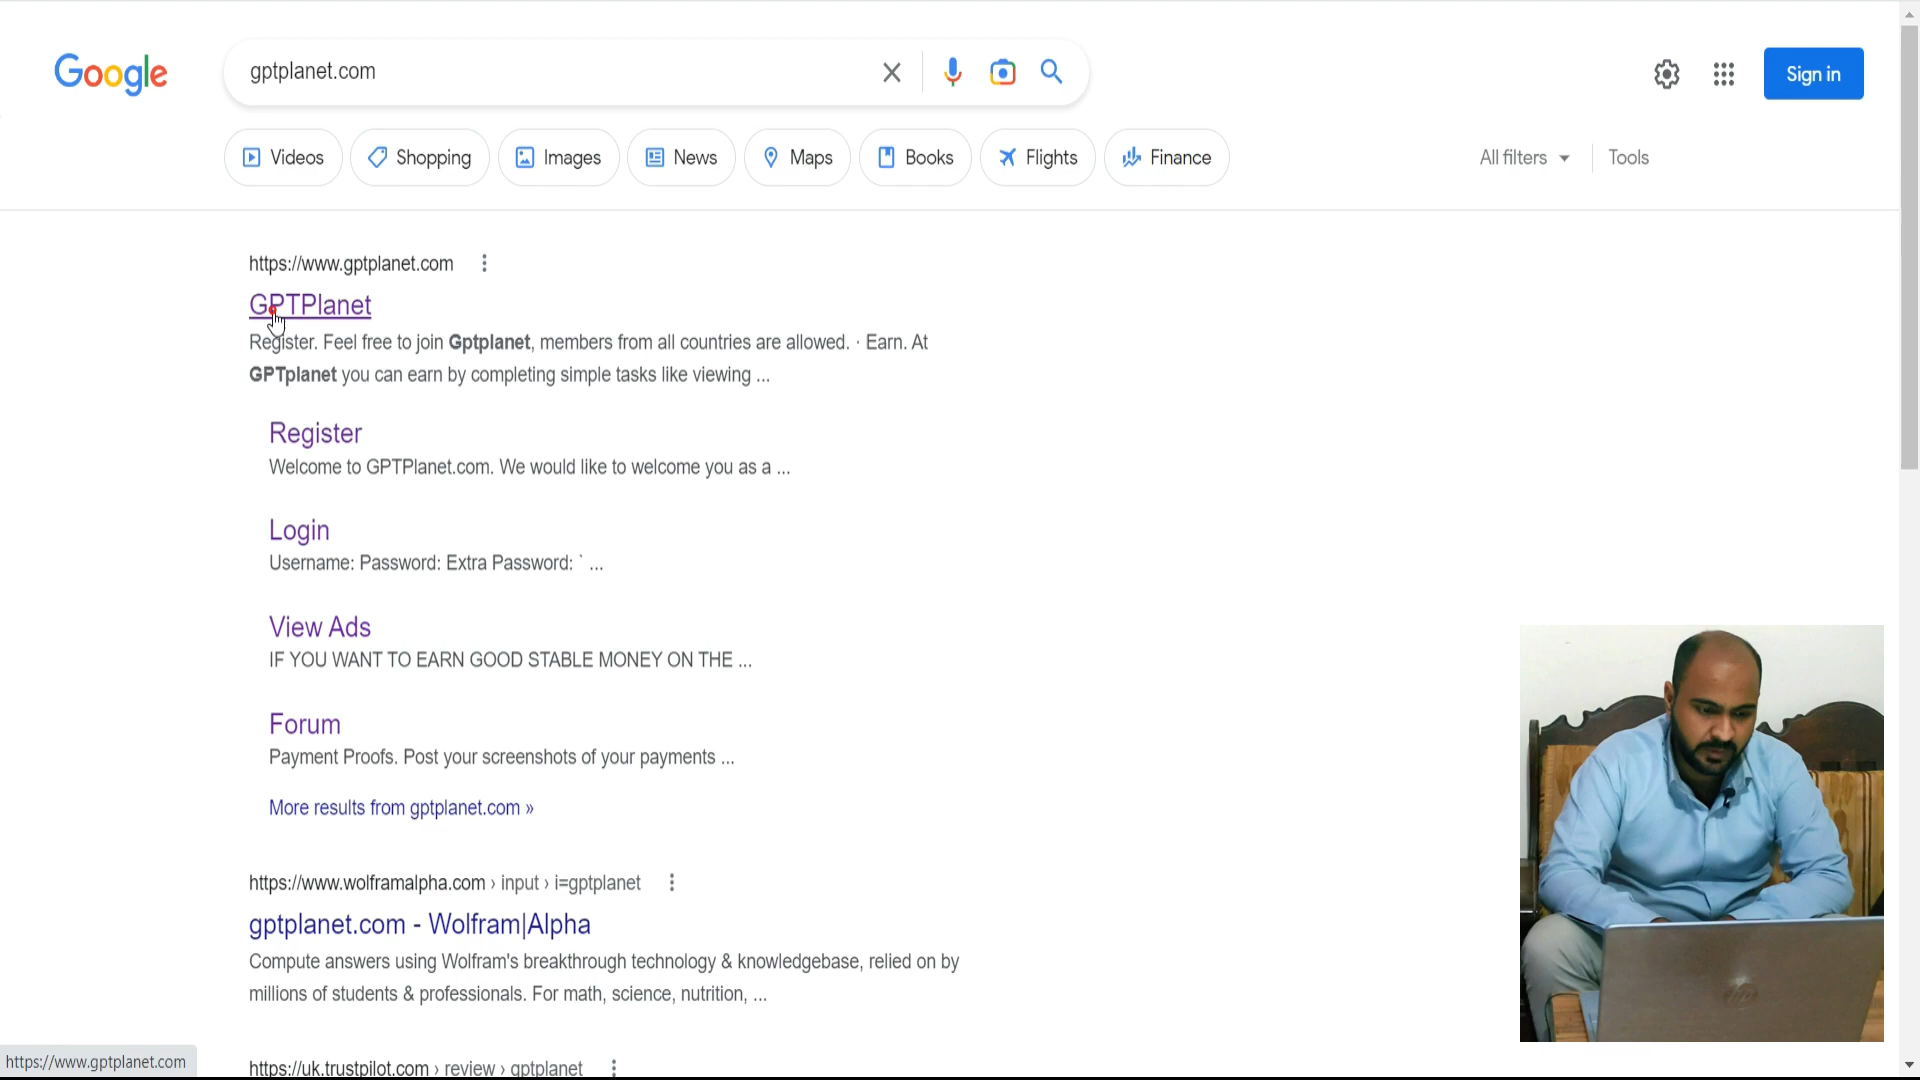 Google
gptplanet.com
Sign in
Videos
Shopping
Images
News
Maps
Books
Flights
Finance
All filters
Tools
https://www.gptplanet.com
GPTPlanet
Register. Feel free to join Gptplanet, members from all countries are allowed. · Earn. At
GPTplanet you can earn by completing simple tasks like viewing ...
Register
Welcome to GPTPlanet.com. We would like to welcome you as a ...
Login
Username: Password: Extra Password: ` ...
View Ads
IF YOU WANT TO EARN GOOD STABLE MONEY ON THE ...
Forum
Payment Proofs. Post your screenshots of your payments ...
More results from gptplanet.com »
https://www.wolframalpha.com › input › i=gptplanet
gptplanet.com - Wolfram|Alpha
Compute answers using Wolfram's breakthrough technology & knowledgebase, relied on by
millions of students & professionals. For math, science, nutrition, ...
https://uk.trustpilot.com › review › gptplanet
https://www.gptplanet.com
hp